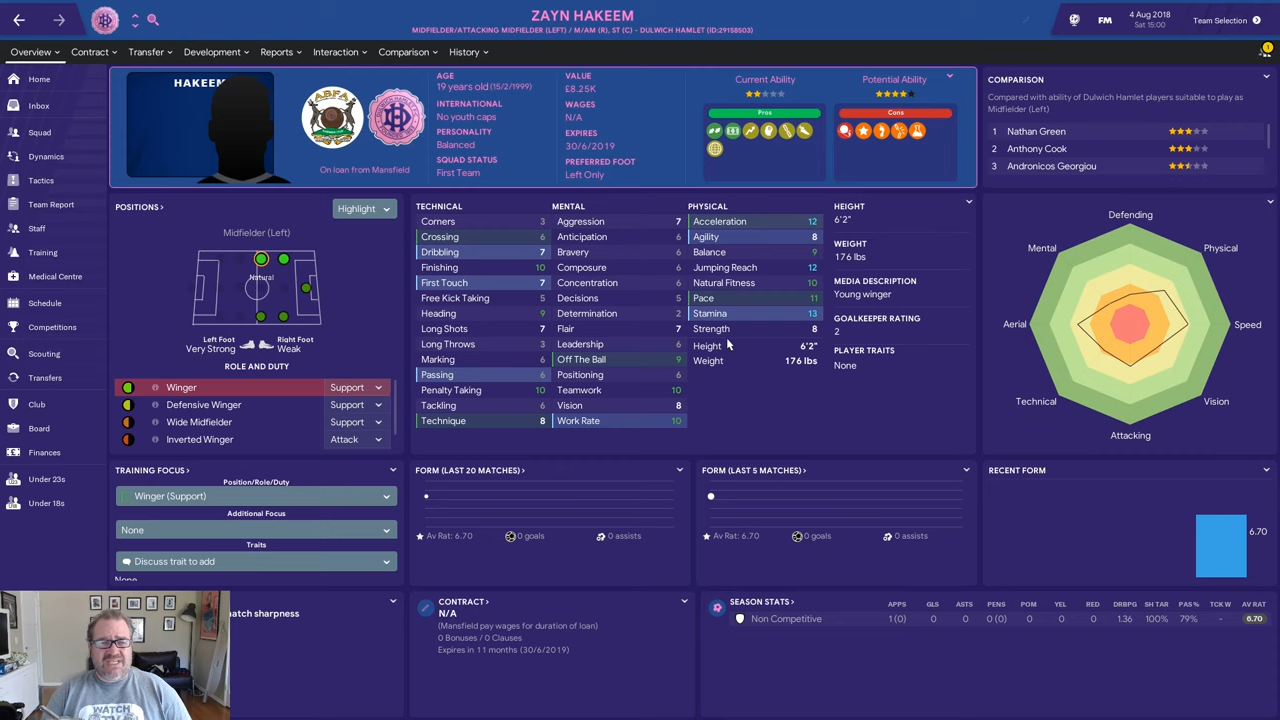 ZAYN HAKEEM
MIDFIELDER/ATTACKING MIDFIELDER (LEFT) / M/AM (R), ST (C) - DULWICH HAMLET (ID:29158503)
FM
4 Aug 2018
Sat 15:00
Team Selection
Overview
Contract
Transfer
Development
Reports
Interaction
Comparison
History
1
Home
Inbox
Squad
Dynamics
Tactics
Team Report
Staff
Training
Medical Centre
Schedule
Competitions
Scouting
Transfers
Club
Board
Finances
Under 23s
Under 18s
HAKEEM
ABFA
On loan from Mansfield
AGE
19 years old (15/2/1999)
INTERNATIONAL
No youth caps
PERSONALITY
Balanced
SQUAD STATUS
First Team
VALUE
£8.25K
WAGES
N/A
EXPIRES
30/6/2019
PREFERRED FOOT
Left Only
Current Ability
Pros
Potential Ability
Cons
COMPARISON
Compared with ability of Dulwich Hamlet players suitable to play as Midfielder (Left)
1 Nathan Green
2 Anthony Cook
3 Andronicos Georgiou
POSITIONS
Highlight
Midfielder (Left)
Natural
Left Foot
Very Strong
Right Foot
Weak
ROLE AND DUTY
Winger Support
Defensive Winger Support
Wide Midfielder Support
Inverted Winger Attack
TECHNICAL
Corners 3
Crossing 6
Dribbling 7
Finishing 10
First Touch 7
Free Kick Taking 5
Heading 9
Long Shots 7
Long Throws 3
Marking 6
Passing 6
Penalty Taking 10
Tackling 6
Technique 8
MENTAL
Aggression 7
Anticipation 6
Bravery 6
Composure 6
Concentration 6
Decisions 5
Determination 2
Flair 7
Leadership 6
Off The Ball 9
Positioning 6
Teamwork 10
Vision 8
Work Rate 10
PHYSICAL
Acceleration 12
Agility 8
Balance 9
Jumping Reach 12
Natural Fitness 10
Pace 11
Stamina 13
Strength 8
Height 6'2"
Weight 176 lbs
HEIGHT
6'2"
WEIGHT
176 lbs
MEDIA DESCRIPTION
Young winger
GOALKEEPER RATING
2
PLAYER TRAITS
None
Defending
Physical
Speed
Vision
Attacking
Technical
Aerial
Mental
TRAINING FOCUS
Position/Role/Duty
Winger (Support)
Additional Focus
None
Traits
Discuss trait to add
None
FORM (LAST 20 MATCHES)
Av Rat: 6.70
0 goals
0 assists
FORM (LAST 5 MATCHES)
Av Rat: 6.70
0 goals
0 assists
RECENT FORM
6.70
match sharpness
CONTRACT
N/A
(Mansfield pay wages for duration of loan)
0 Bonuses / 0 Clauses
Expires in 11 months (30/6/2019)
SEASON STATS
APPS GLS ASTS PENS POM YEL RED DRBPG SH TAR PAS% TCK W AV RAT
Non Competitive 1 (0) 0 0 0 (0) 0 0 0 1.36 100% 79% - 6.70
WATCH